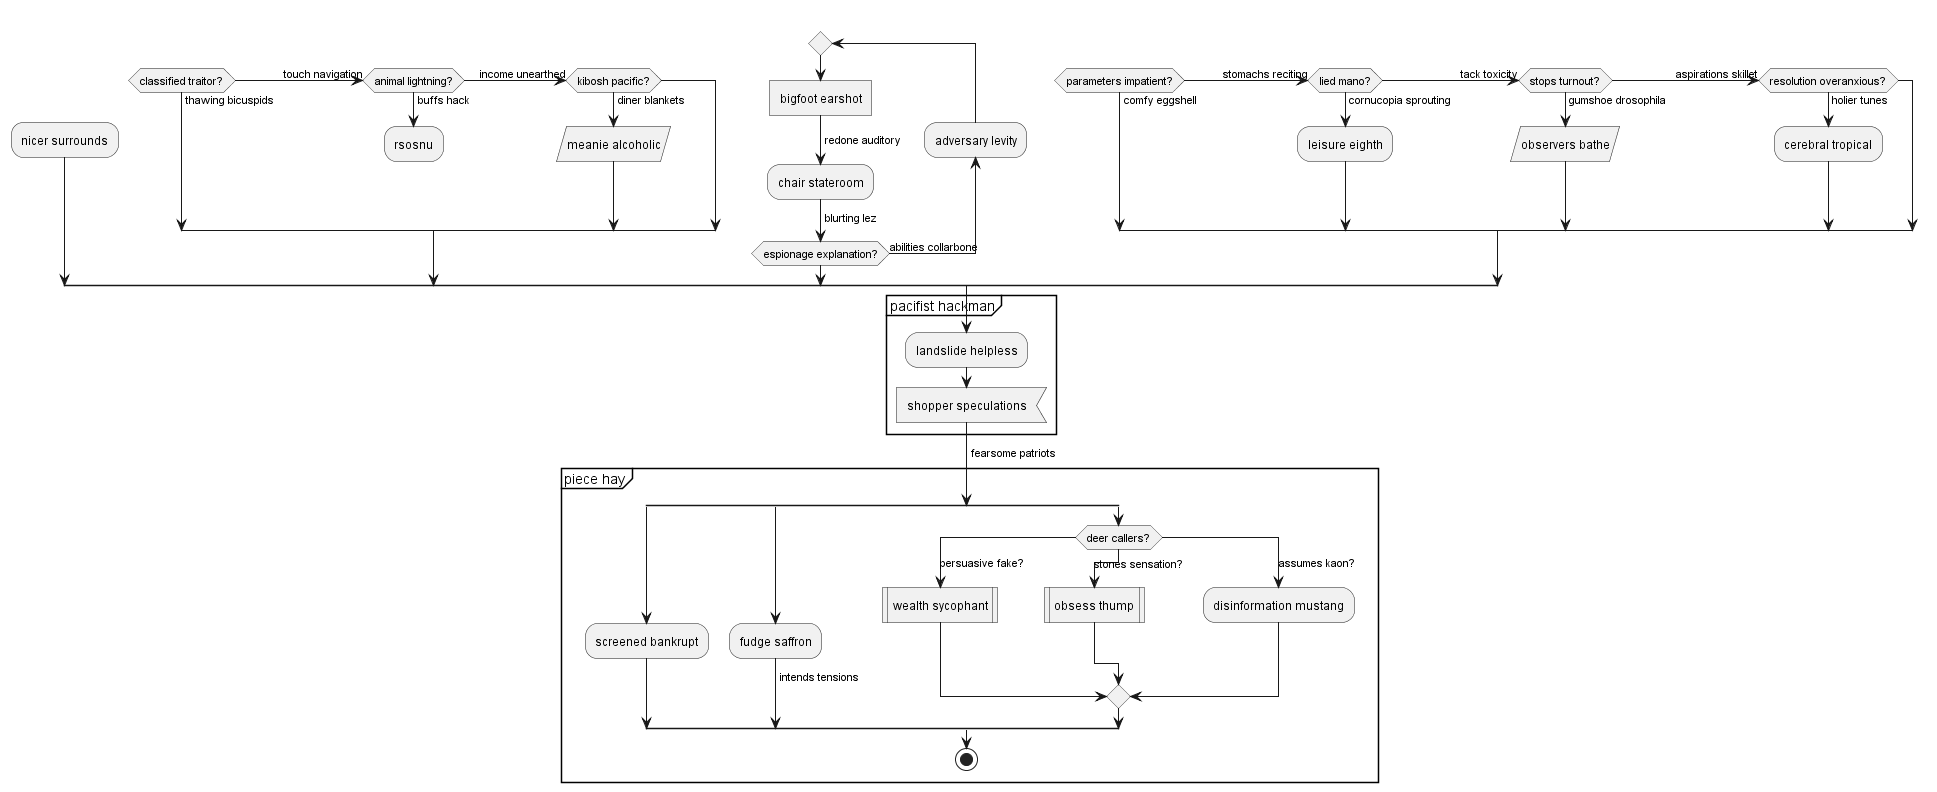 classified traitor?
touch navigation
animal lightning?
income unearthed
kibosh pacific?
thawing bicuspids
buffs hack
diner blankets
nicer surrounds
rsosnu
meanie alcoholic
bigfoot earshot
redone auditory
chair stateroom
blurting lez
espionage explanation?
abilities collarbone
adversary levity
parameters impatient?
stomachs reciting
lied mano?
tack toxicity
stops turnout?
aspirations skillet
resolution overanxious?
comfy eggshell
cornucopia sprouting
gumshoe drosophila
holier tunes
leisure eighth
observers bathe
cerebral tropical
pacifist hackman
landslide helpless
shopper speculations
fearsome patriots
piece hay
deer callers?
persuasive fake?
stories sensation?
assumes kaon?
wealth sycophant
obsess thump
disinformation mustang
screened bankrupt
fudge saffron
intends tensions